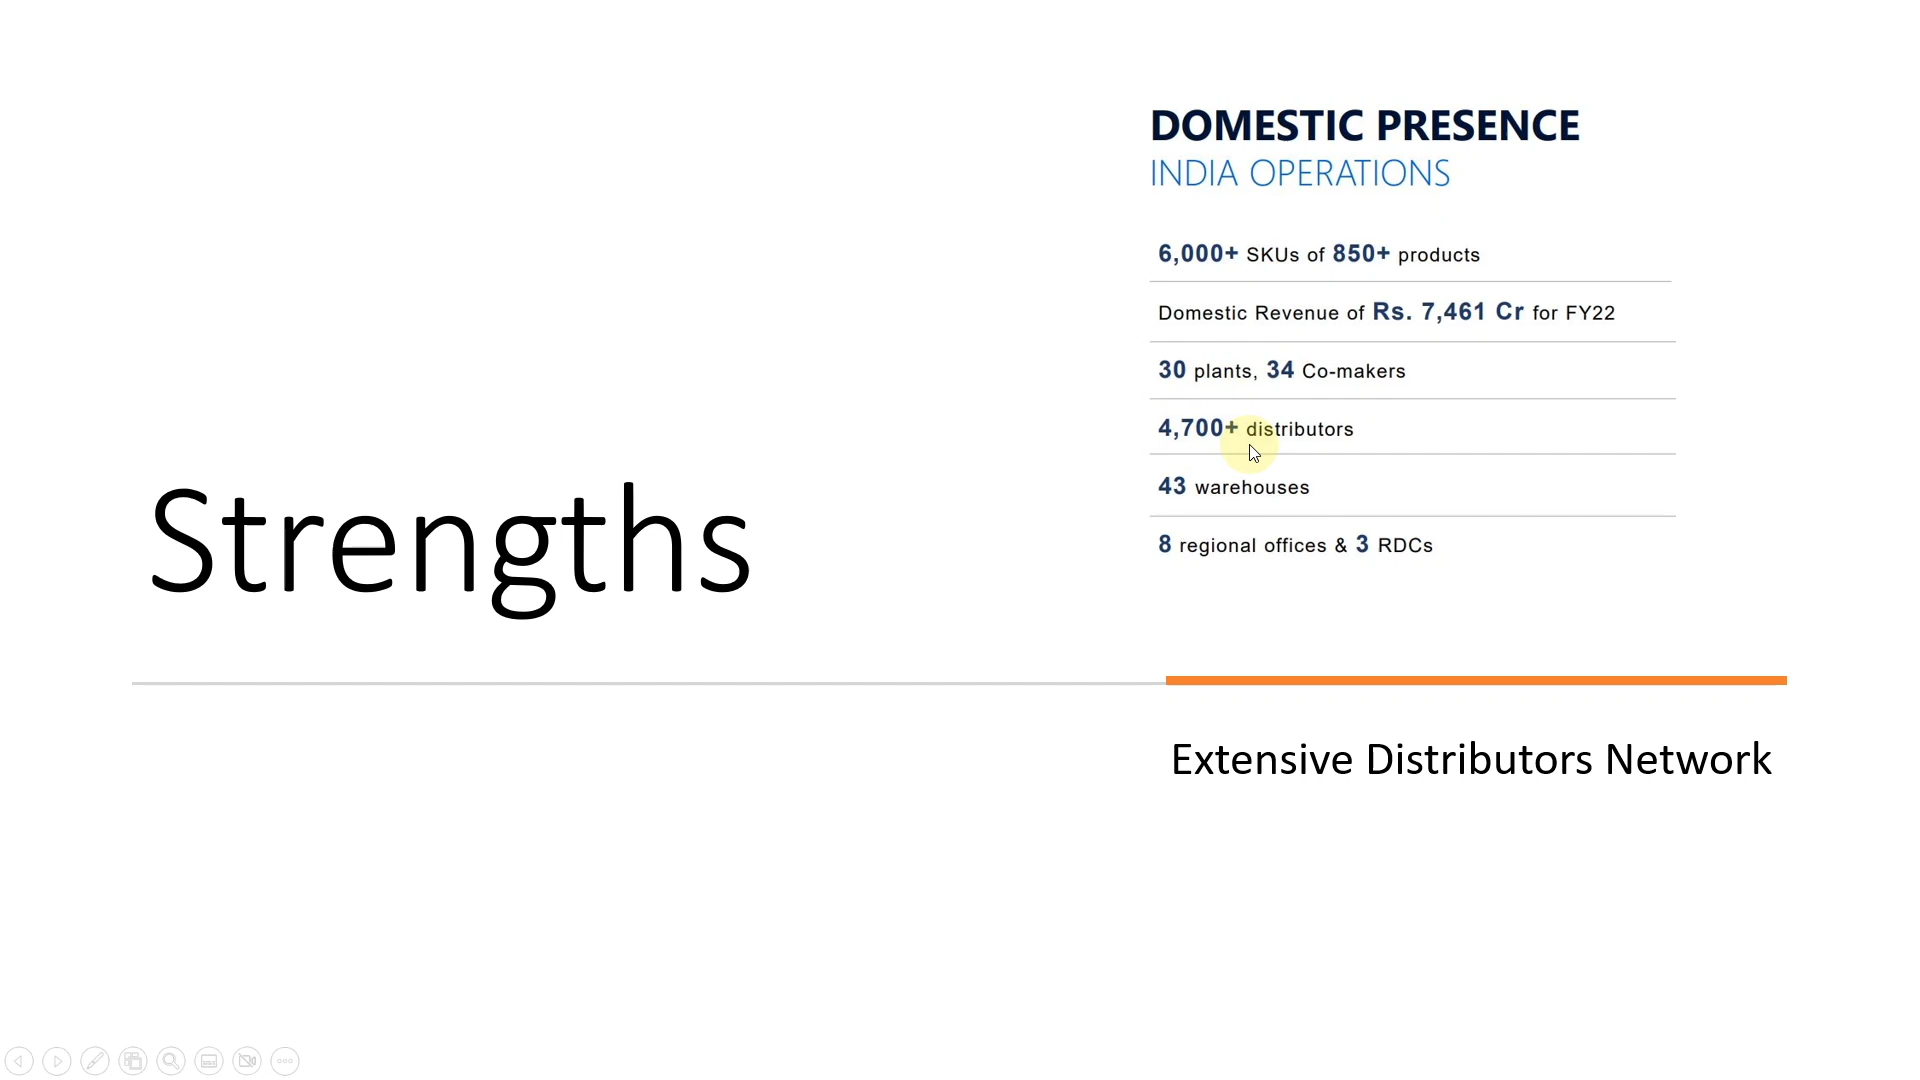 DOMESTIC PRESENCE
INDIA OPERATIONS
6,000+ SKUs of 850+ products
Domestic Revenue of Rs. 7,461 Cr for FY22
30 plants, 34 Co-makers
4,700+ distributors
43 warehouses
8 regional offices & 3 RDCs
Strengths
Extensive Distributors Network